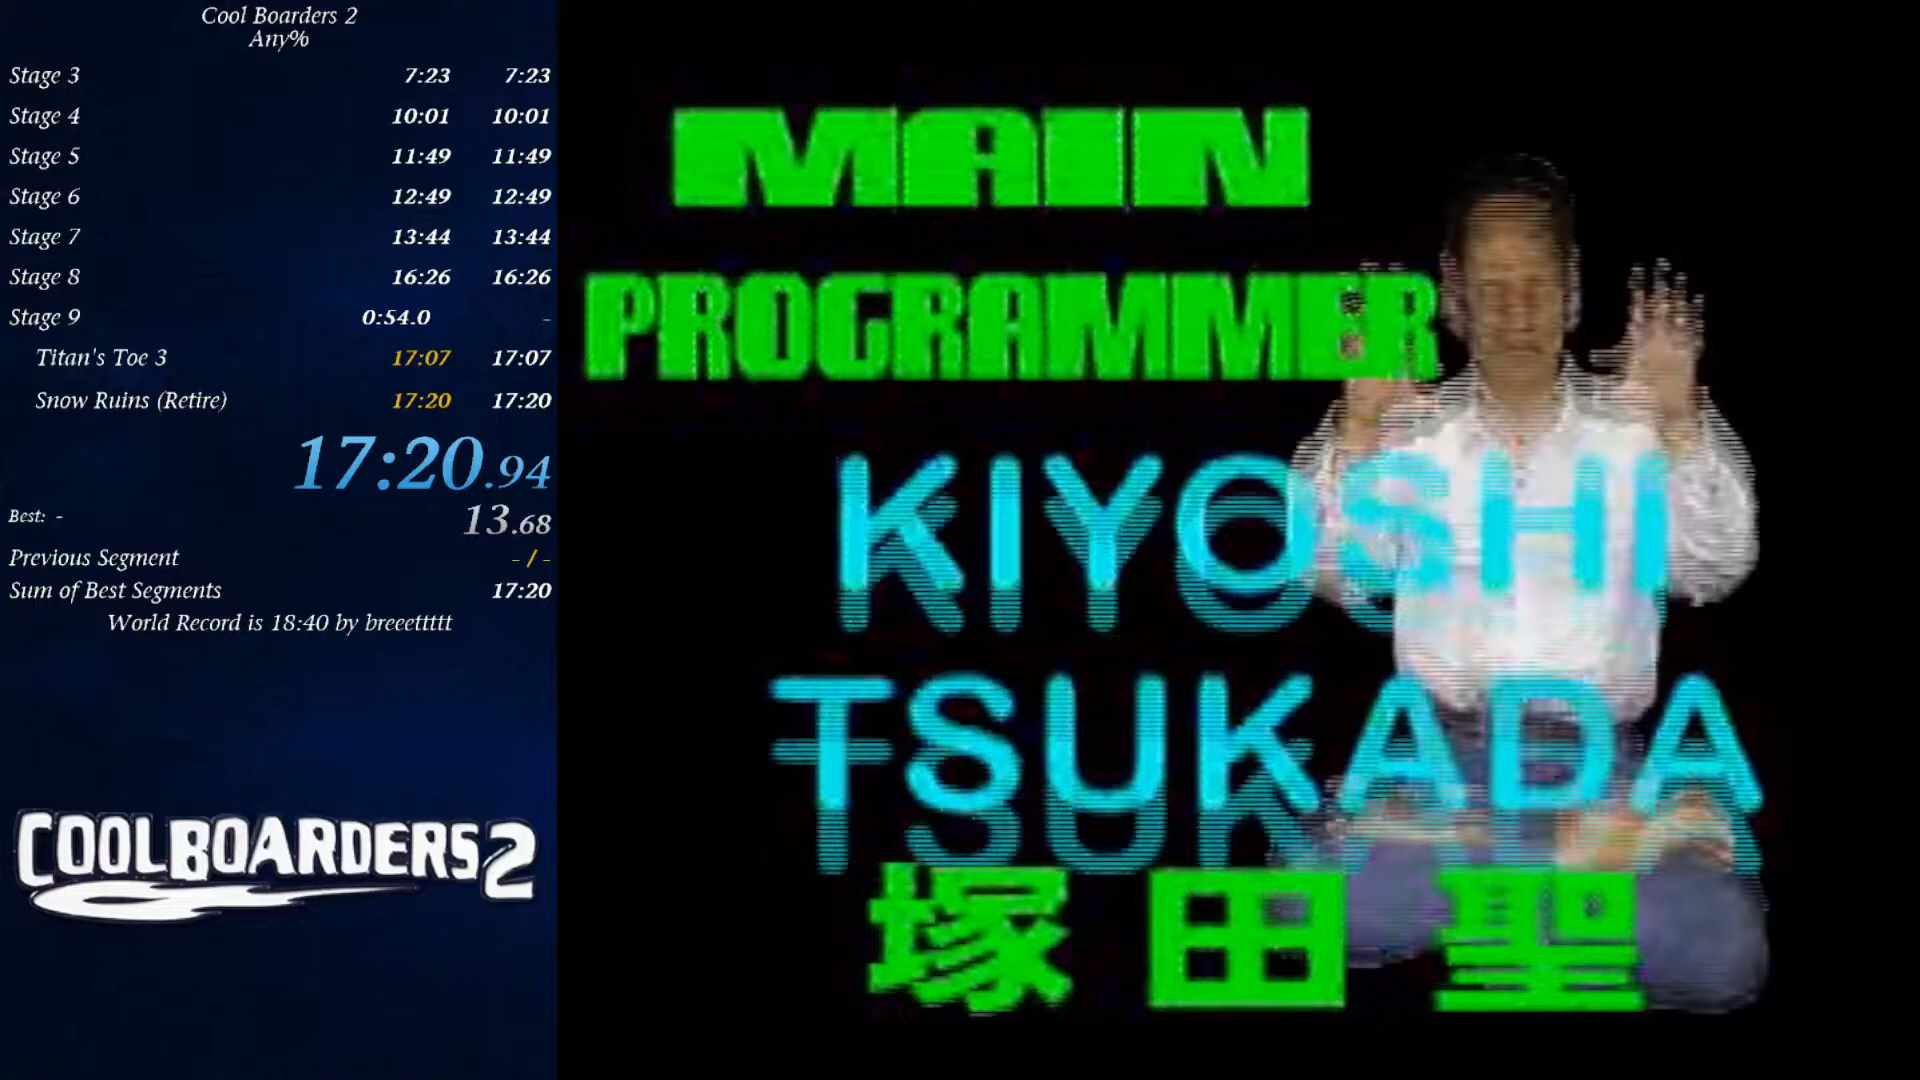 Cool Boarders 2
Any%
Stage 3 7:23 7:23
Stage 4 10:01 10:01
Stage 5 11:49 11:49
Stage 6 12:49 12:49
Stage 7 13:44 13:44
Stage 8 16:26 16:26
Stage 9 0:54.0 -
Titan's Toe 3 17:07 17:07
Snow Ruins (Retire) 17:20 17:20
17:20.94
Best: - 13.68
Previous Segment - / -
Sum of Best Segments 17:20
World Record is 18:40 by breeettttt
COOLBOARDERS2
MAIN
PROGRAMMER
KIYOSHI
TSUKADA
塚田聖